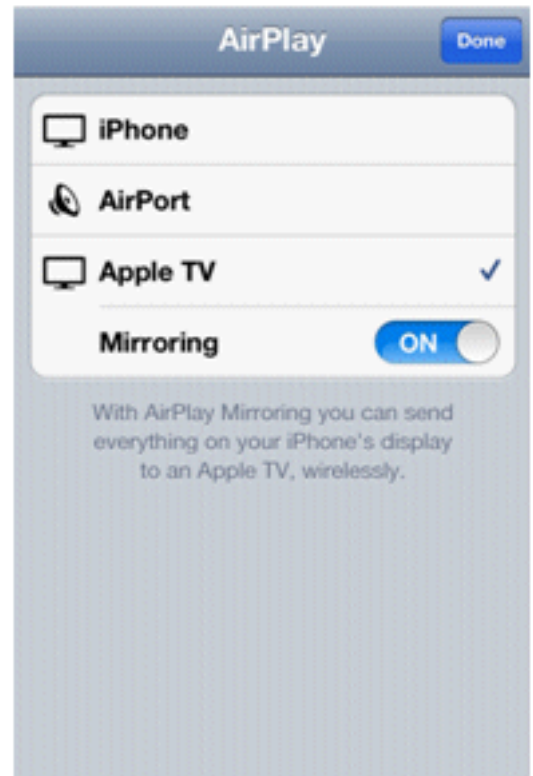 AirPlay
Done
iPhone
AirPort
Apple TV
Mirroring
ON
With AirPlay Mirroring you can send
everything on your iPhone's display
to an Apple TV, wirelessly.